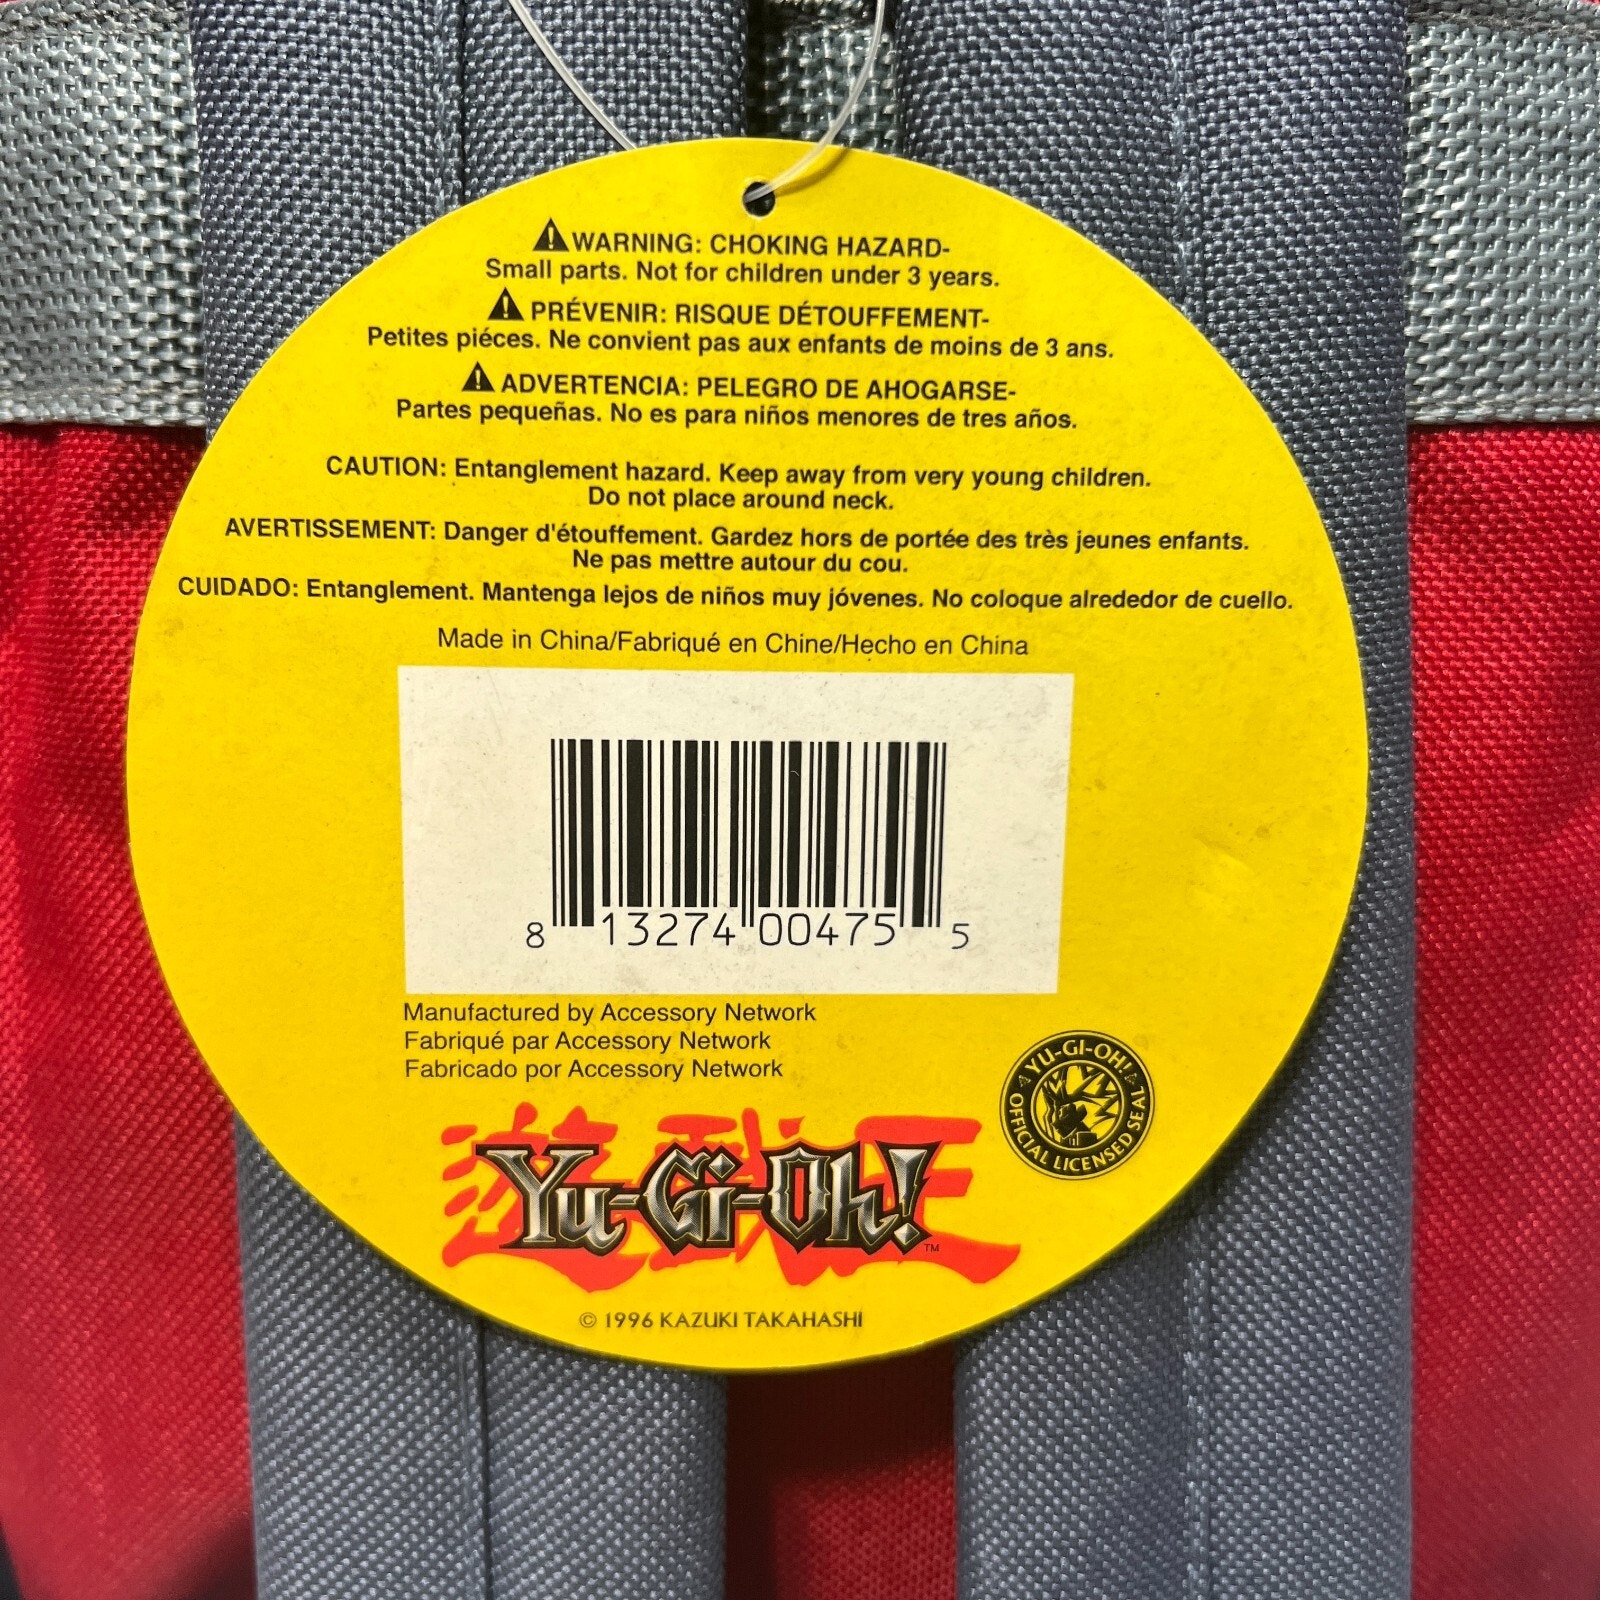 ⚠WARNING: CHOKING HAZARD-
Small parts. Not for children under 3 years.
⚠PRÉVENIR: RISQUE DÉTOUFFEMENT-
Petites piéces. Ne convient pas aux enfants de moins de 3 ans.
⚠ADVERTENCIA: PELEGRO DE AHOGARSE-
Partes pequeñas. No es para niños menores de tres años.
CAUTION: Entanglement hazard. Keep away from very young children.
Do not place around neck.
AVERTISSEMENT: Danger d'étouffement. Gardez hors de portée des très jeunes enfants.
Ne pas mettre autour du cou.
CUIDADO: Entanglement. Mantenga lejos de niños muy jóvenes. No coloque alrededor de cuello.
Made in China/Fabriqué en Chine/Hecho en China
8 13274 00475 5
Manufactured by Accessory Network
Fabriqué par Accessory Network
Fabricado por Accessory Network
YU-GI-OH!
OFFICIAL LICENSED SEAL
遊戯王
Yu-Gi-Oh!™
© 1996 KAZUKI TAKAHASHI